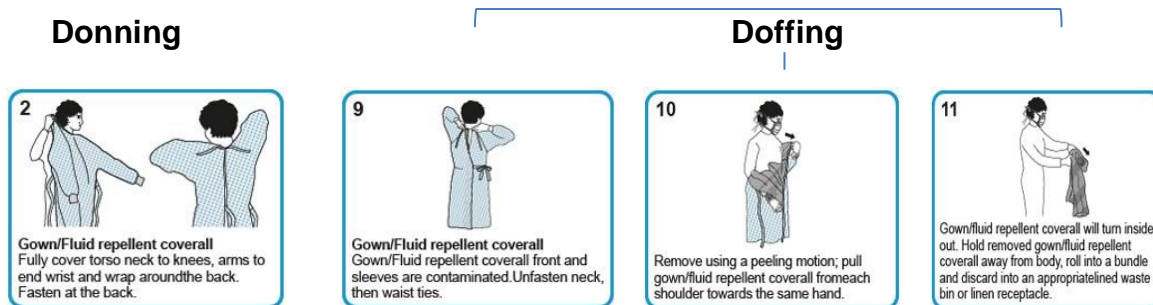 Donning
Doffing
2
Gown/Fluid repellent coverall
Fully cover torso neck to knees, arms to
end wrist and wrap aroundthe back.
Fasten at the back.
9
Gown/Fluid repellent coverall
Gown/Fluid repellent coverall front and
sleeves are contaminated.Unfasten neck,
then waist ties.
10
Remove using a peeling motion; pull
gown/fluid repellent coverall fromeach
shoulder towards the same hand.
11
Gown/fluid repellent coverall will turn inside
out. Hold removed gown/fluid repellent
coverall away from body, roll into a bundle
and discard into an appropriatelined waste
bin or linen receptacle.